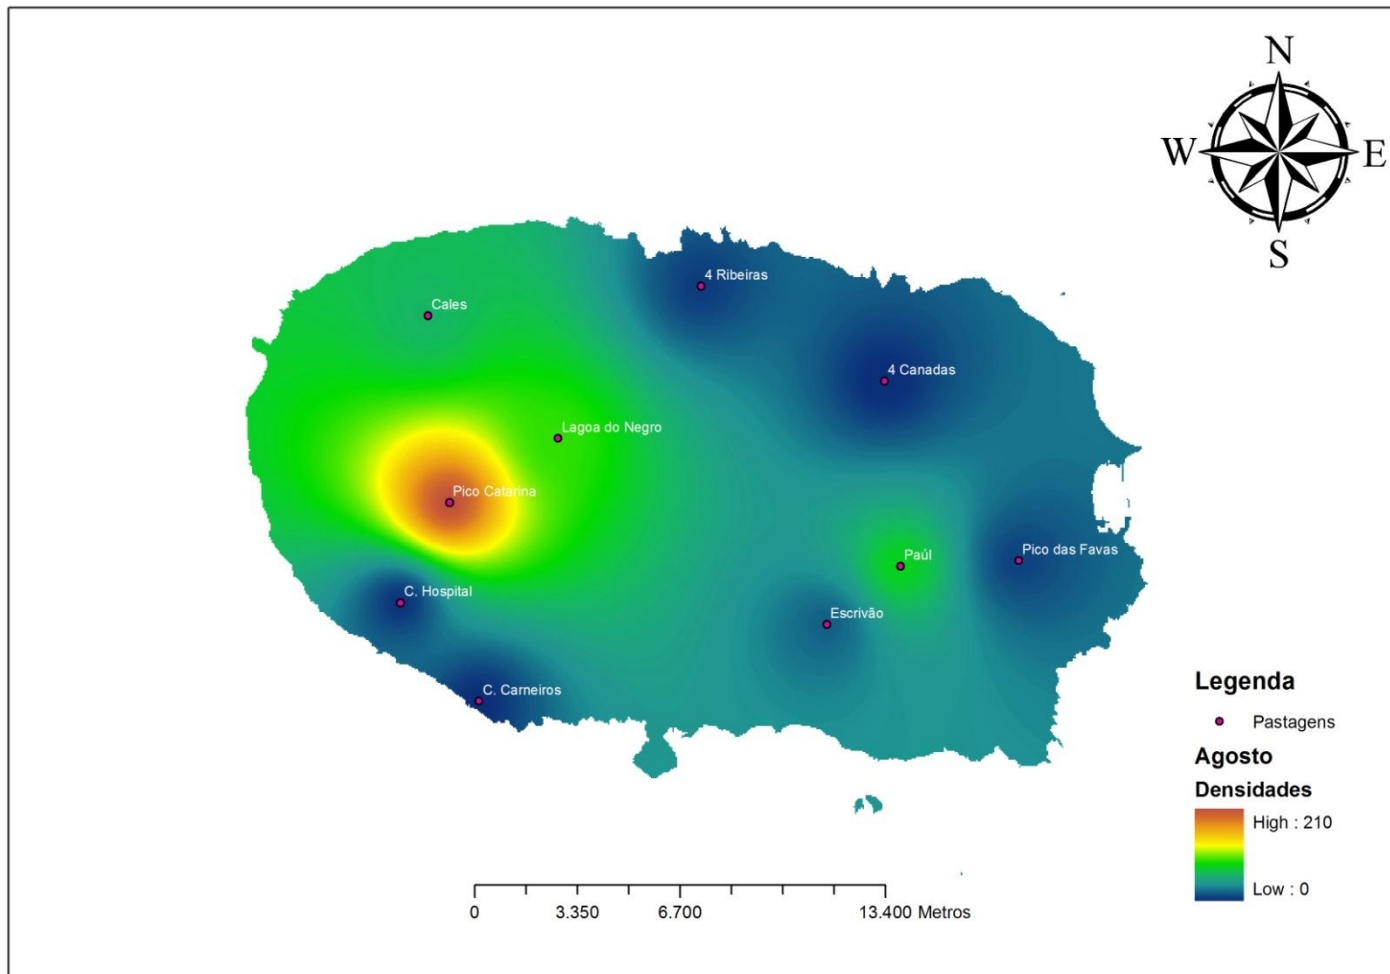 N
W E
S
4 Ribeiras
Cales
4 Canadas
Lagoa do Negro
Pico Catarina
Paúl
Pico das Favas
C. Hospital
Escrivão
C. Carneiros
Legenda
Pastagens
Agosto
Densidades
High : 210
Low : 0
0 3.350 6.700 13.400 Metros